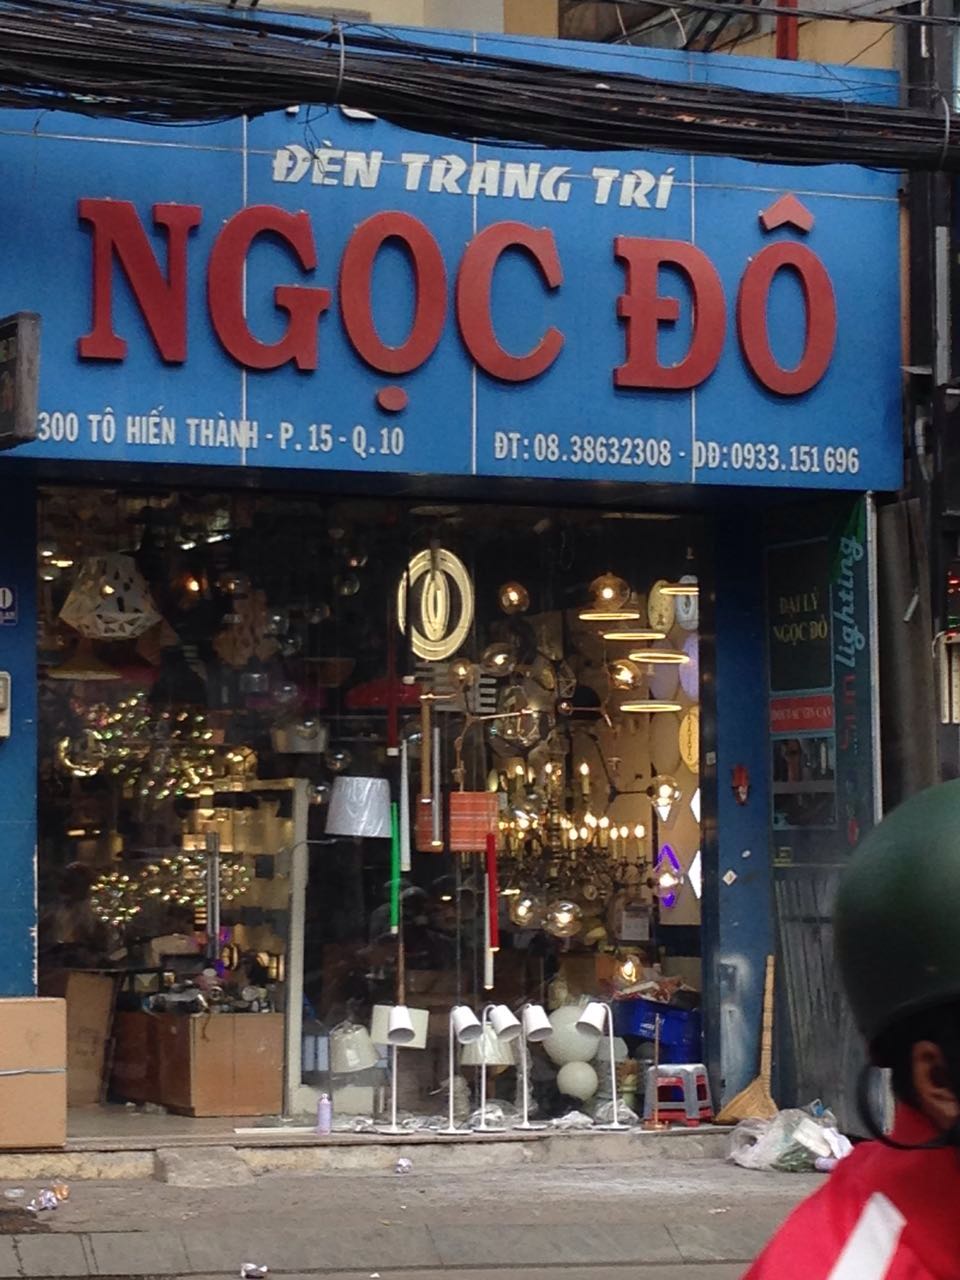 ĐÈN TRANG TRÍ
NGỌC ĐÔ
300 TÔ HIẾN THÀNH - P. 15 - Q.10
ĐT: 08.38632308 - DĐ:0933.151 696
ĐẠI LÝ
NGỌC ĐÔ
lighting